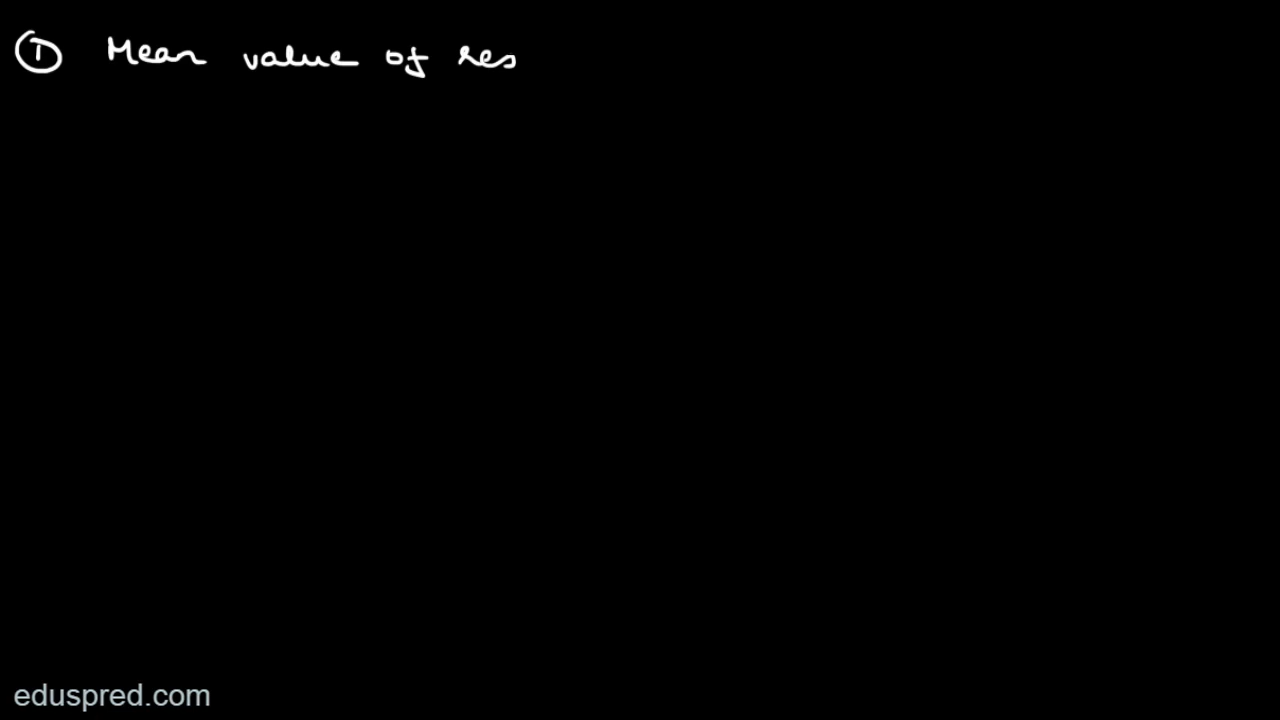 ① Mean value of res
eduspred.com